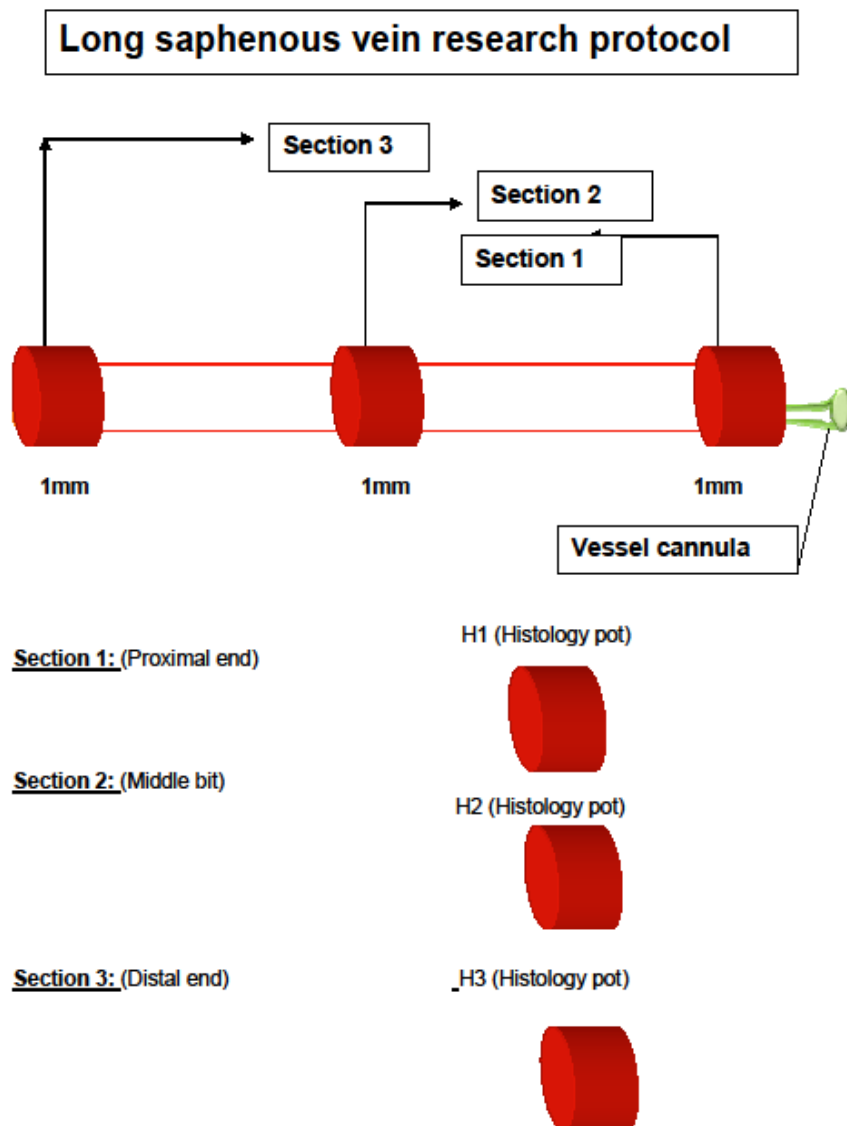 Long saphenous vein research protocol
Section 3
Section 2
Section 1
1mm 1mm 1mm
Vessel cannula
Section 1: (Proximal end)
H1 (Histology pot)
Section 2: (Middle bit)
H2 (Histology pot)
Section 3: (Distal end)
H3 (Histology pot)